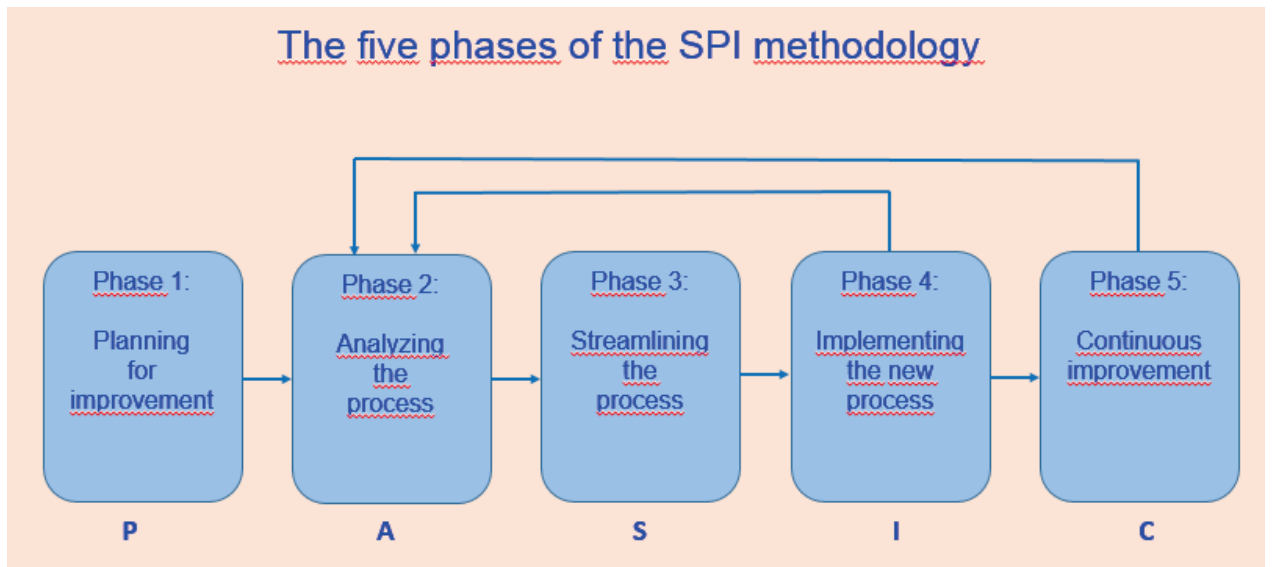 The five phases of the SPI methodology
Phase 1:
Planning
for
improvement
Phase 2:
Analyzing
the
process
Phase 3:
Streamlining
the
process
Phase 4:
Implementing
the new
process
Phase 5:
Continuous
improvement
P
A
S
I
C